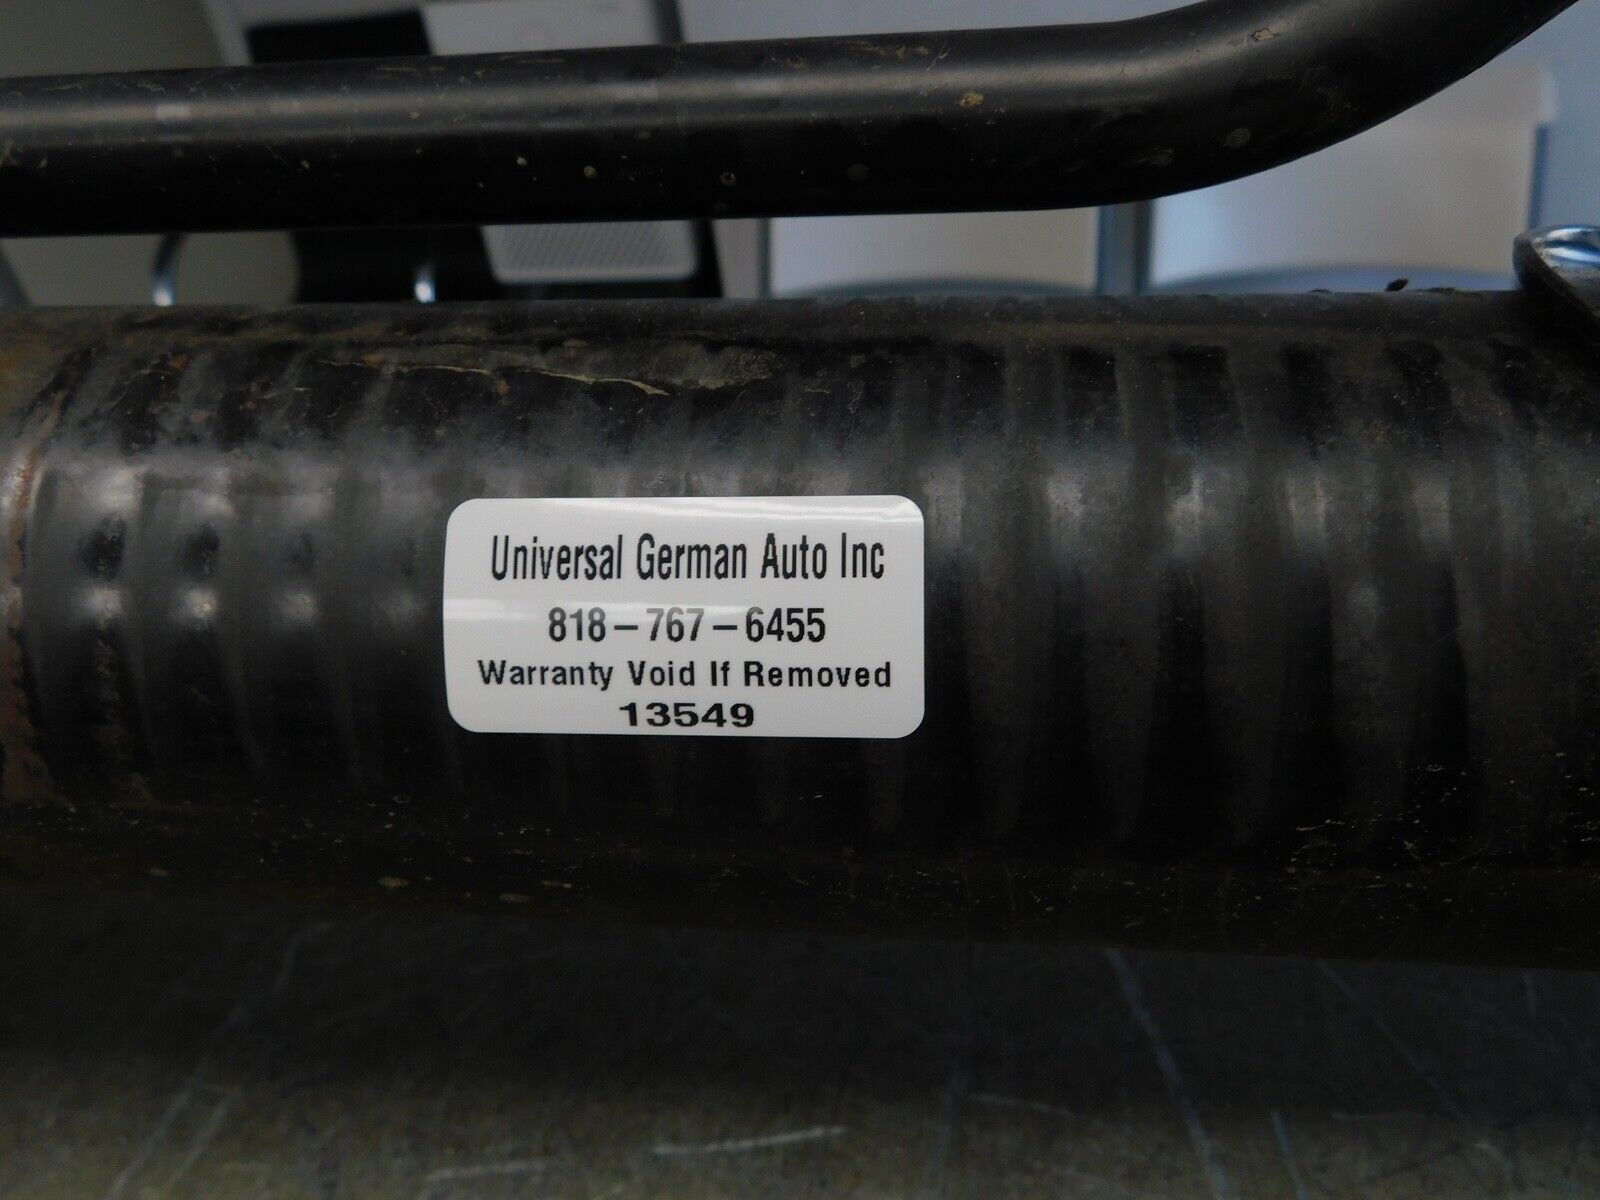 Universal German Auto Inc
818-767-6455
Warranty Void If Removed
13549